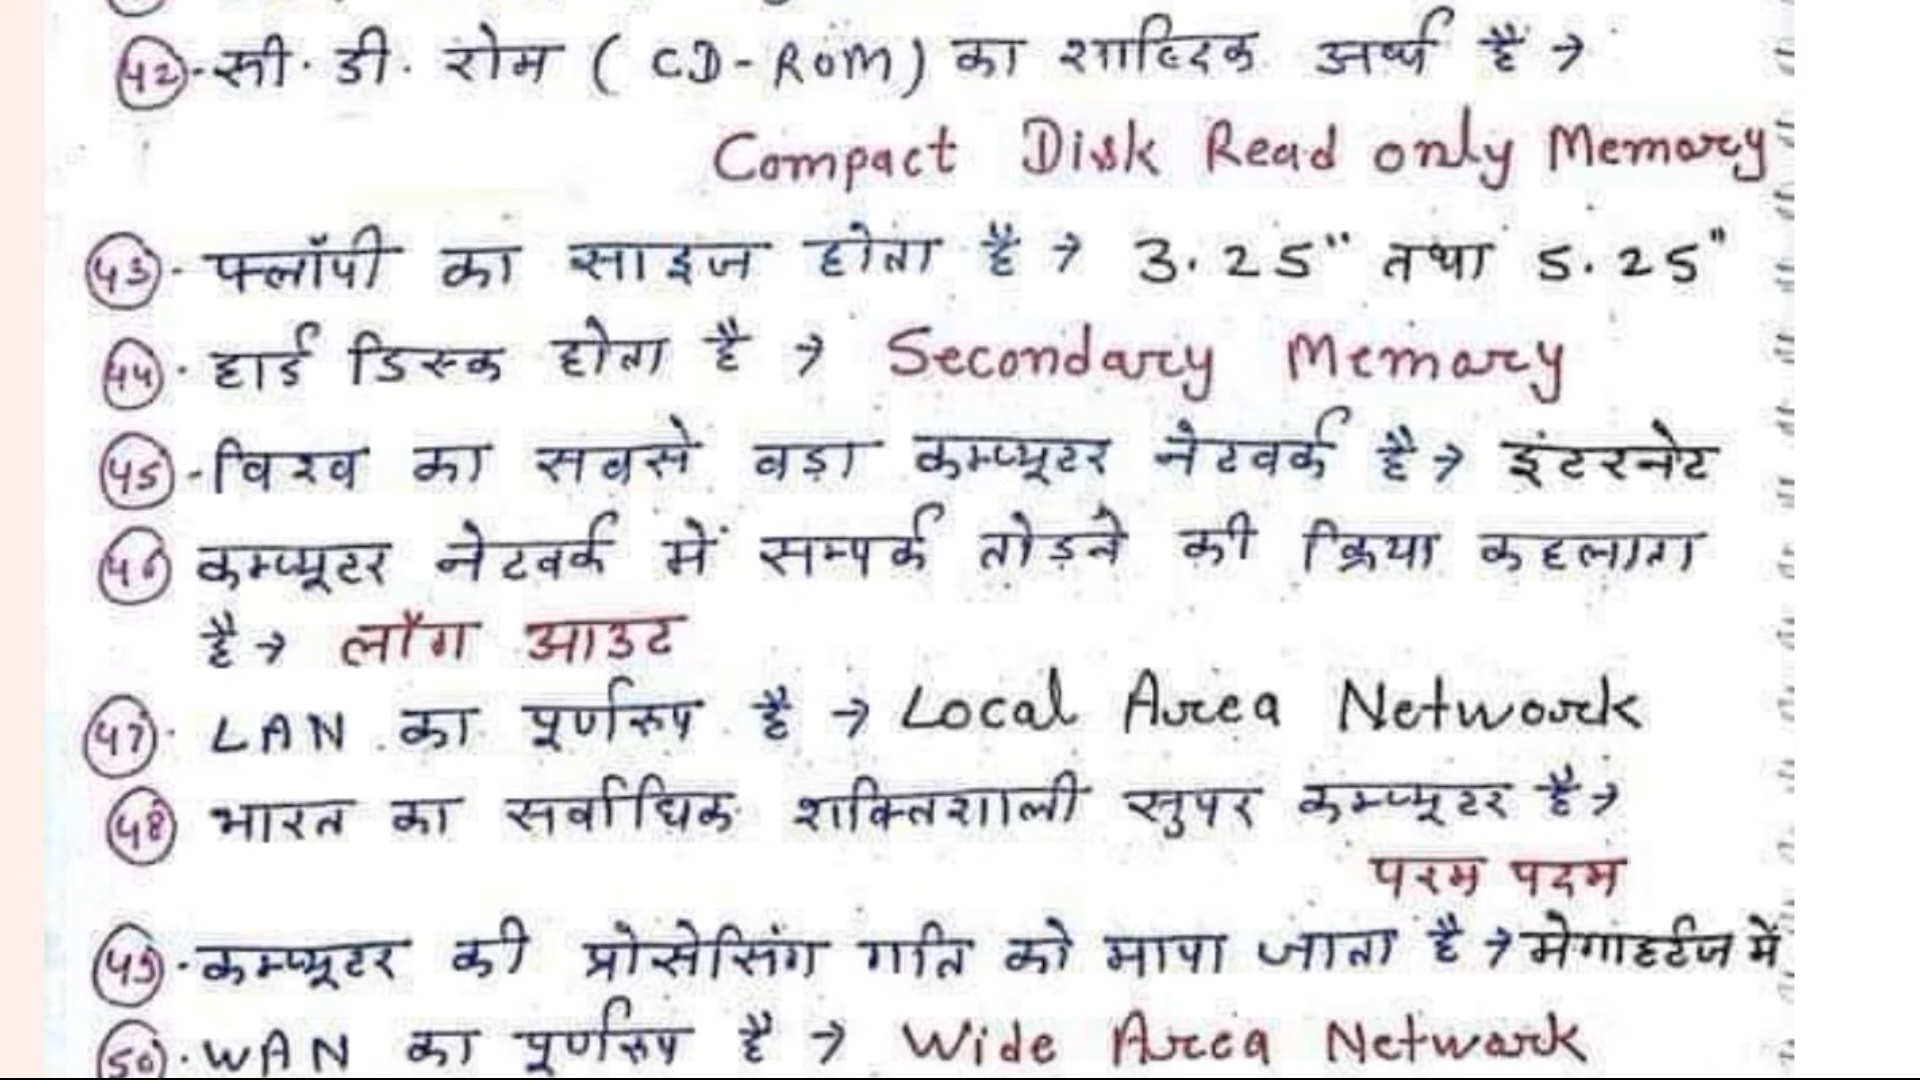 42-सी. डी. रोम ( CD-ROM) का शाब्दिक अर्थ है →
Compact Disk Read only Memory
43. फ्लॉपी का साइज होता है → 3.25" तथा 5.25"
44. हार्ड डिस्क होता है → Secondary Memory
45-विश्व का सबसे बड़ा कम्प्यूटर नेटवर्क है→ इंटरनेट
46 कम्प्यूटर नेटवर्क में सम्पर्क तोड़ने की क्रिया कहलाता
है→ लॉग आउट
47. LAN का पूर्णरूप है → Local Area Network
48 भारत का सर्वाधिक शक्तिशाली सुपर कम्प्यूटर है→
परम पदम
49.कम्प्यूटर की प्रोसेसिंग गति को मापा जाता है→मेगाहर्टज में
50. WAN का पूर्णरूप है → Wide Area Network